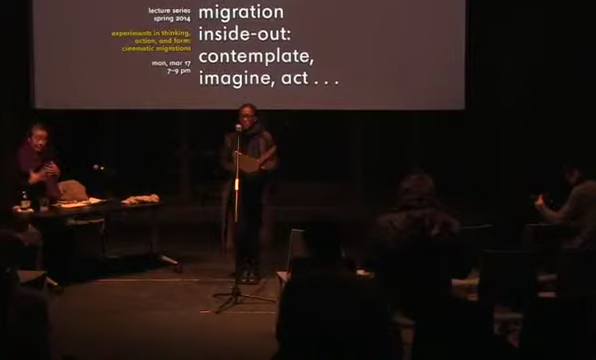 lecture series
spring 2014
experiments in thinking,
action, and form:
cinematic migrations
mon, mar 17
7–9 pm
migration
inside-out:
contemplate,
imagine, act . . .